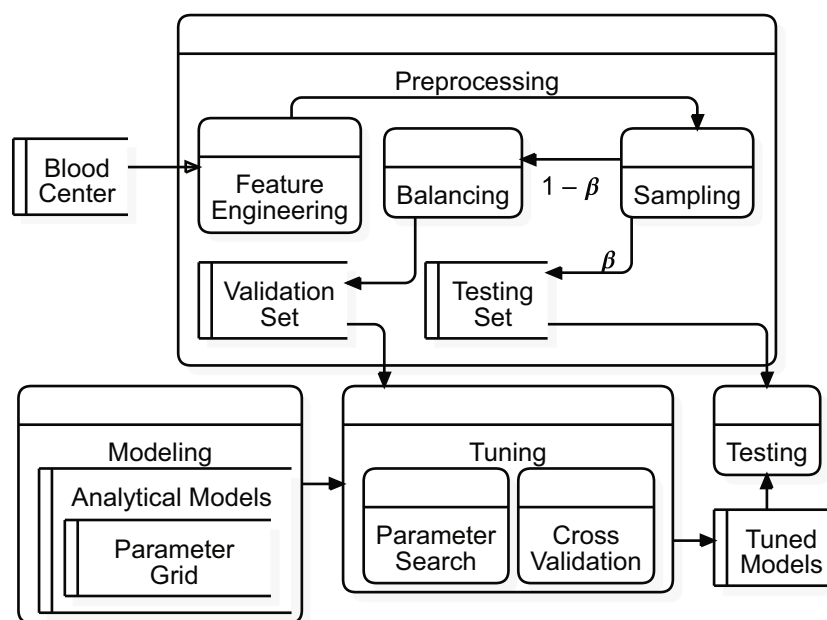 Preprocessing
Blood
Center
Feature
Engineering
Balancing
1 − β
Sampling
β
Validation
Set
Testing
Set
Modeling
Analytical Models
Parameter
Grid
Tuning
Parameter
Search
Cross
Validation
Testing
Tuned
Models